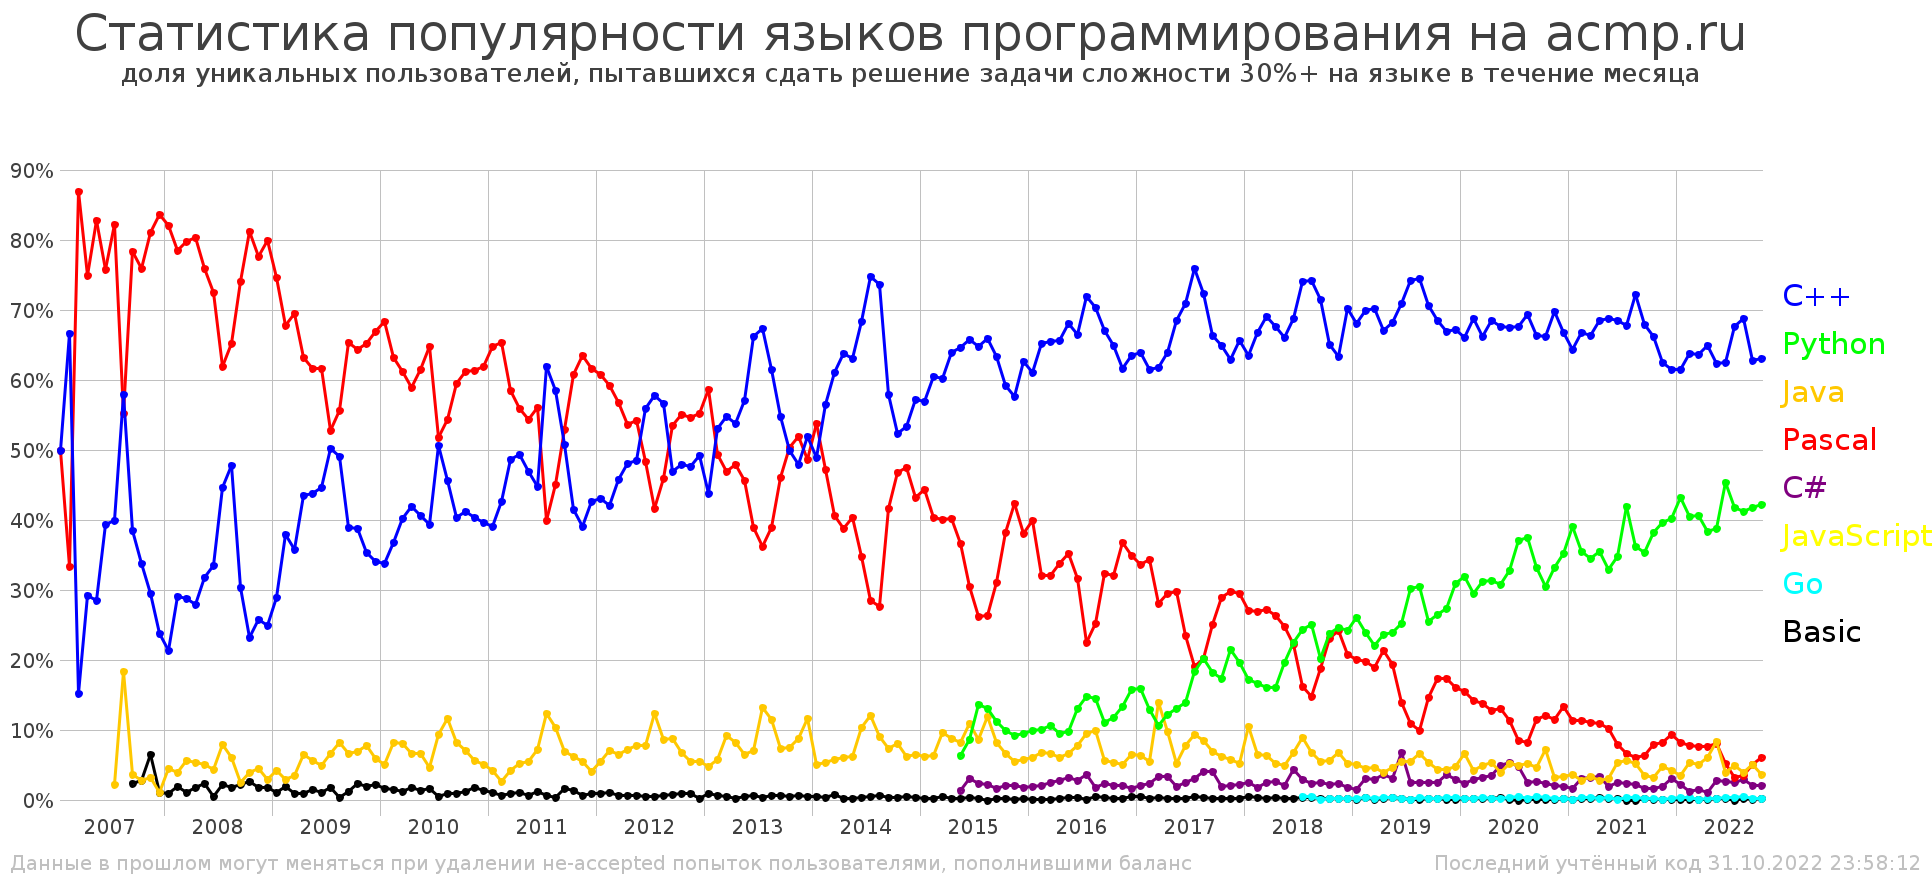 Статистика популярности языков программирования на acmp.ru
доля уникальных пользователей, пытавшихся сдать решение задачи сложности 30%+ на языке в течение месяца
90%
80%
70%
60%
50%
40%
30%
20%
10%
0%
C++
Python
Java
Pascal
C#
JavaScript
Go
Basic
2007 2008 2009 2010 2011 2012 2013 2014 2015 2016 2017 2018 2019 2020 2021 2022
Данные в прошлом могут меняться при удалении не-accepted попыток пользователями, пополнившими баланс
Последний учтённый код 31.10.2022 23:58:12